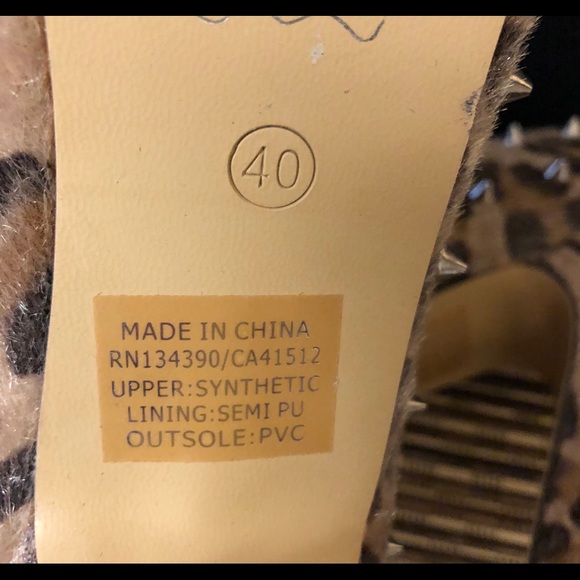 40
MADE IN CHINA
RN134390/CA41512
UPPER:SYNTHETIC
LINING:SEMI PU
OUTSOLE:PVC